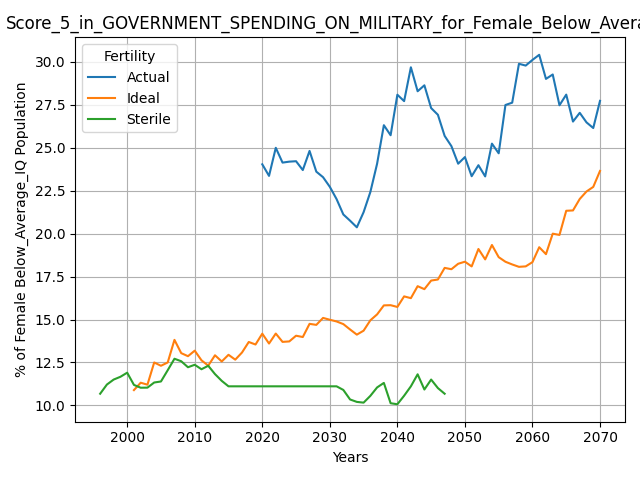 Score_5_in_GOVERNMENT_SPENDING_ON_MILITARY_for_Female_Below_Avera
Fertility
Actual
Ideal
Sterile
% of Female Below_Average_IQ Population
30.0
27.5
25.0
22.5
20.0
17.5
15.0
12.5
10.0
2000 2010 2020 2030 2040 2050 2060 2070
Years